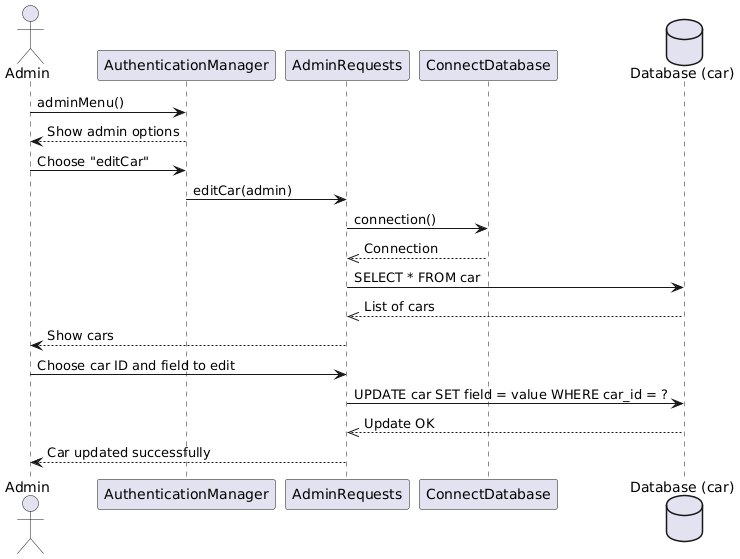 Admin
AuthenticationManager
AdminRequests
ConnectDatabase
Database (car)
adminMenu()
Show admin options
Choose "editCar"
editCar(admin)
connection()
Connection
SELECT * FROM car
List of cars
Show cars
Choose car ID and field to edit
UPDATE car SET field = value WHERE car_id = ?
Update OK
Car updated successfully
Admin
AuthenticationManager
AdminRequests
ConnectDatabase
Database (car)